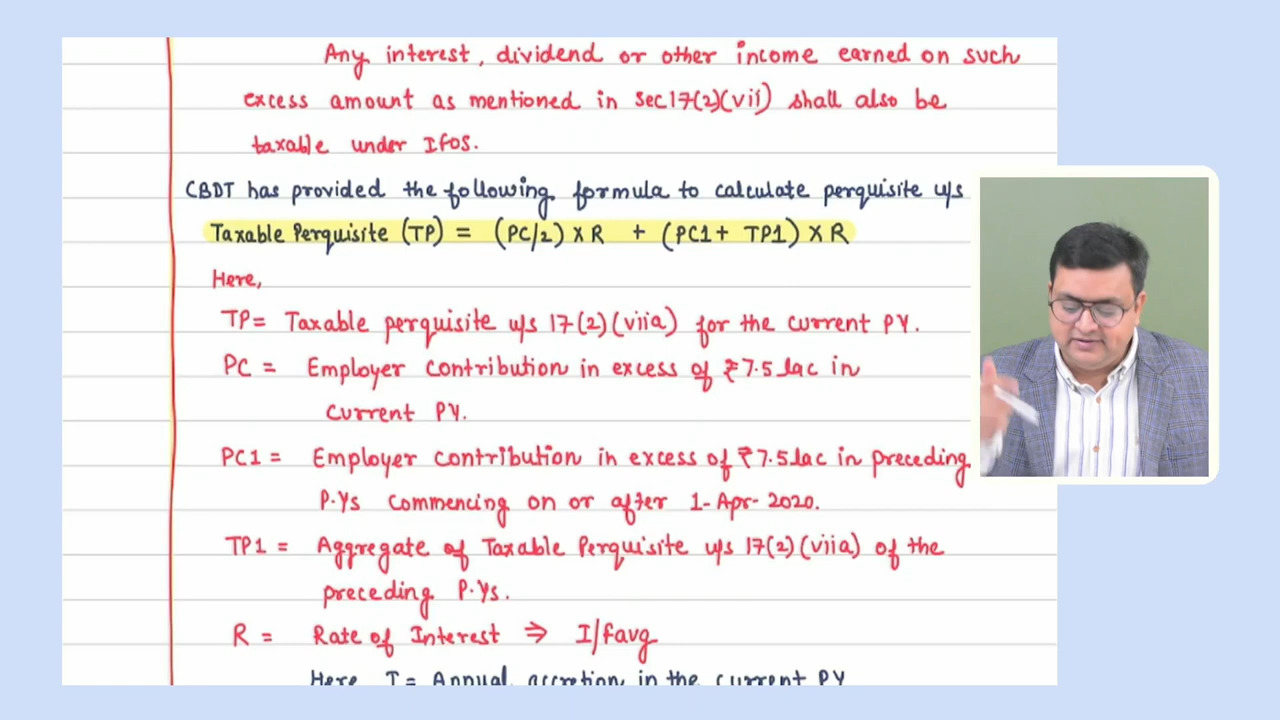 Any interest, dividend or other income earned on such
excess amount as mentioned in Sec 17(2)(vii) shall also be
taxable under IFOS.
CBDT has provided the following formula to calculate perquisite u/s
Taxable Perquisite (TP) = (PC/2) X R + (PC1 + TP1) X R
Here,
TP = Taxable perquisite u/s 17(2)(viia) for the current PY.
PC = Employer contribution in excess of ₹7.5 lac in
current PY.
PC1 = Employer contribution in excess of ₹7.5 lac in preceding
P.Ys commencing on or after 1-Apr-2020.
TP1 = Aggregate of Taxable Perquisite u/s 17(2)(viia) of the
preceding P.Ys.
R = Rate of Interest ⇒ I/Favg
Here I = Annual accretion in the current PY